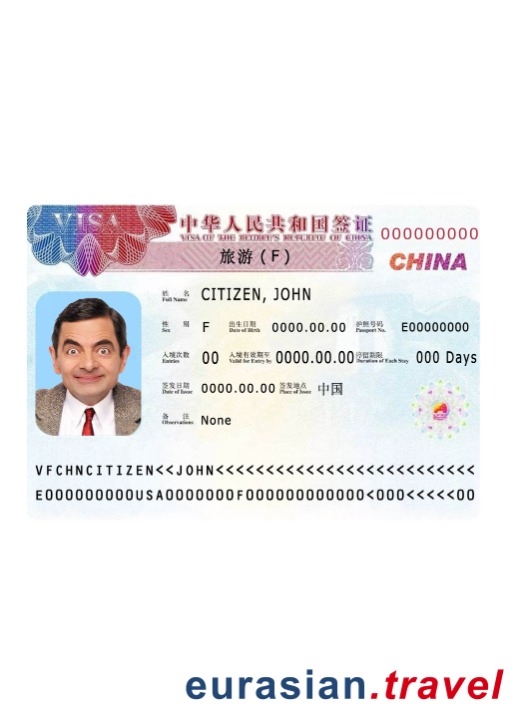 VISA
中华人民共和国签证
VISA OF THE PEOPLE'S REPUBLIC OF CHINA
000000000
旅游(F)
CHINA
姓 名
Full Name
CITIZEN, JOHN
性 别
Sex
F
出生日期
Date of Birth
0000.00.00
护照号码
Passport No.
E00000000
入境次数
Entries
00
入境有效期至
Valid for Entry by
0000.00.00
停留期限
Duration of Each Stay
000 Days
签发日期
Date of Issue
0000.00.00
签发地点
Place of Issue
中国
备 注
Observations
None
VFCHNCITIZEN<<JOHN<<<<<<<<<<<<<<<<<<<<<<<<<<
E000000000USA0000000F000000000000<000<<<<<00
eurasian.travel